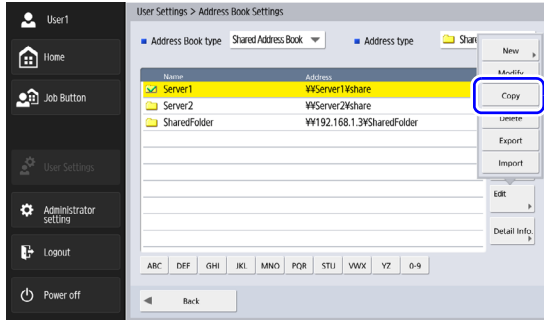 User1
User Settings > Address Book Settings
Address Book type
Shared Address Book
Address type
Shar
Home
New
Modify
Name
Address
Job Button
Server1
¥¥Server1¥share
Copy
Server2
¥¥Server2¥share
Delete
SharedFolder
¥¥192.168.1.3¥SharedFolder
Export
User Settings
Import
Edit
Administrator
setting
Detail Info.
Logout
ABC DEF GHI JKL MNO PQR STU VWX YZ 0-9
Power off
Back